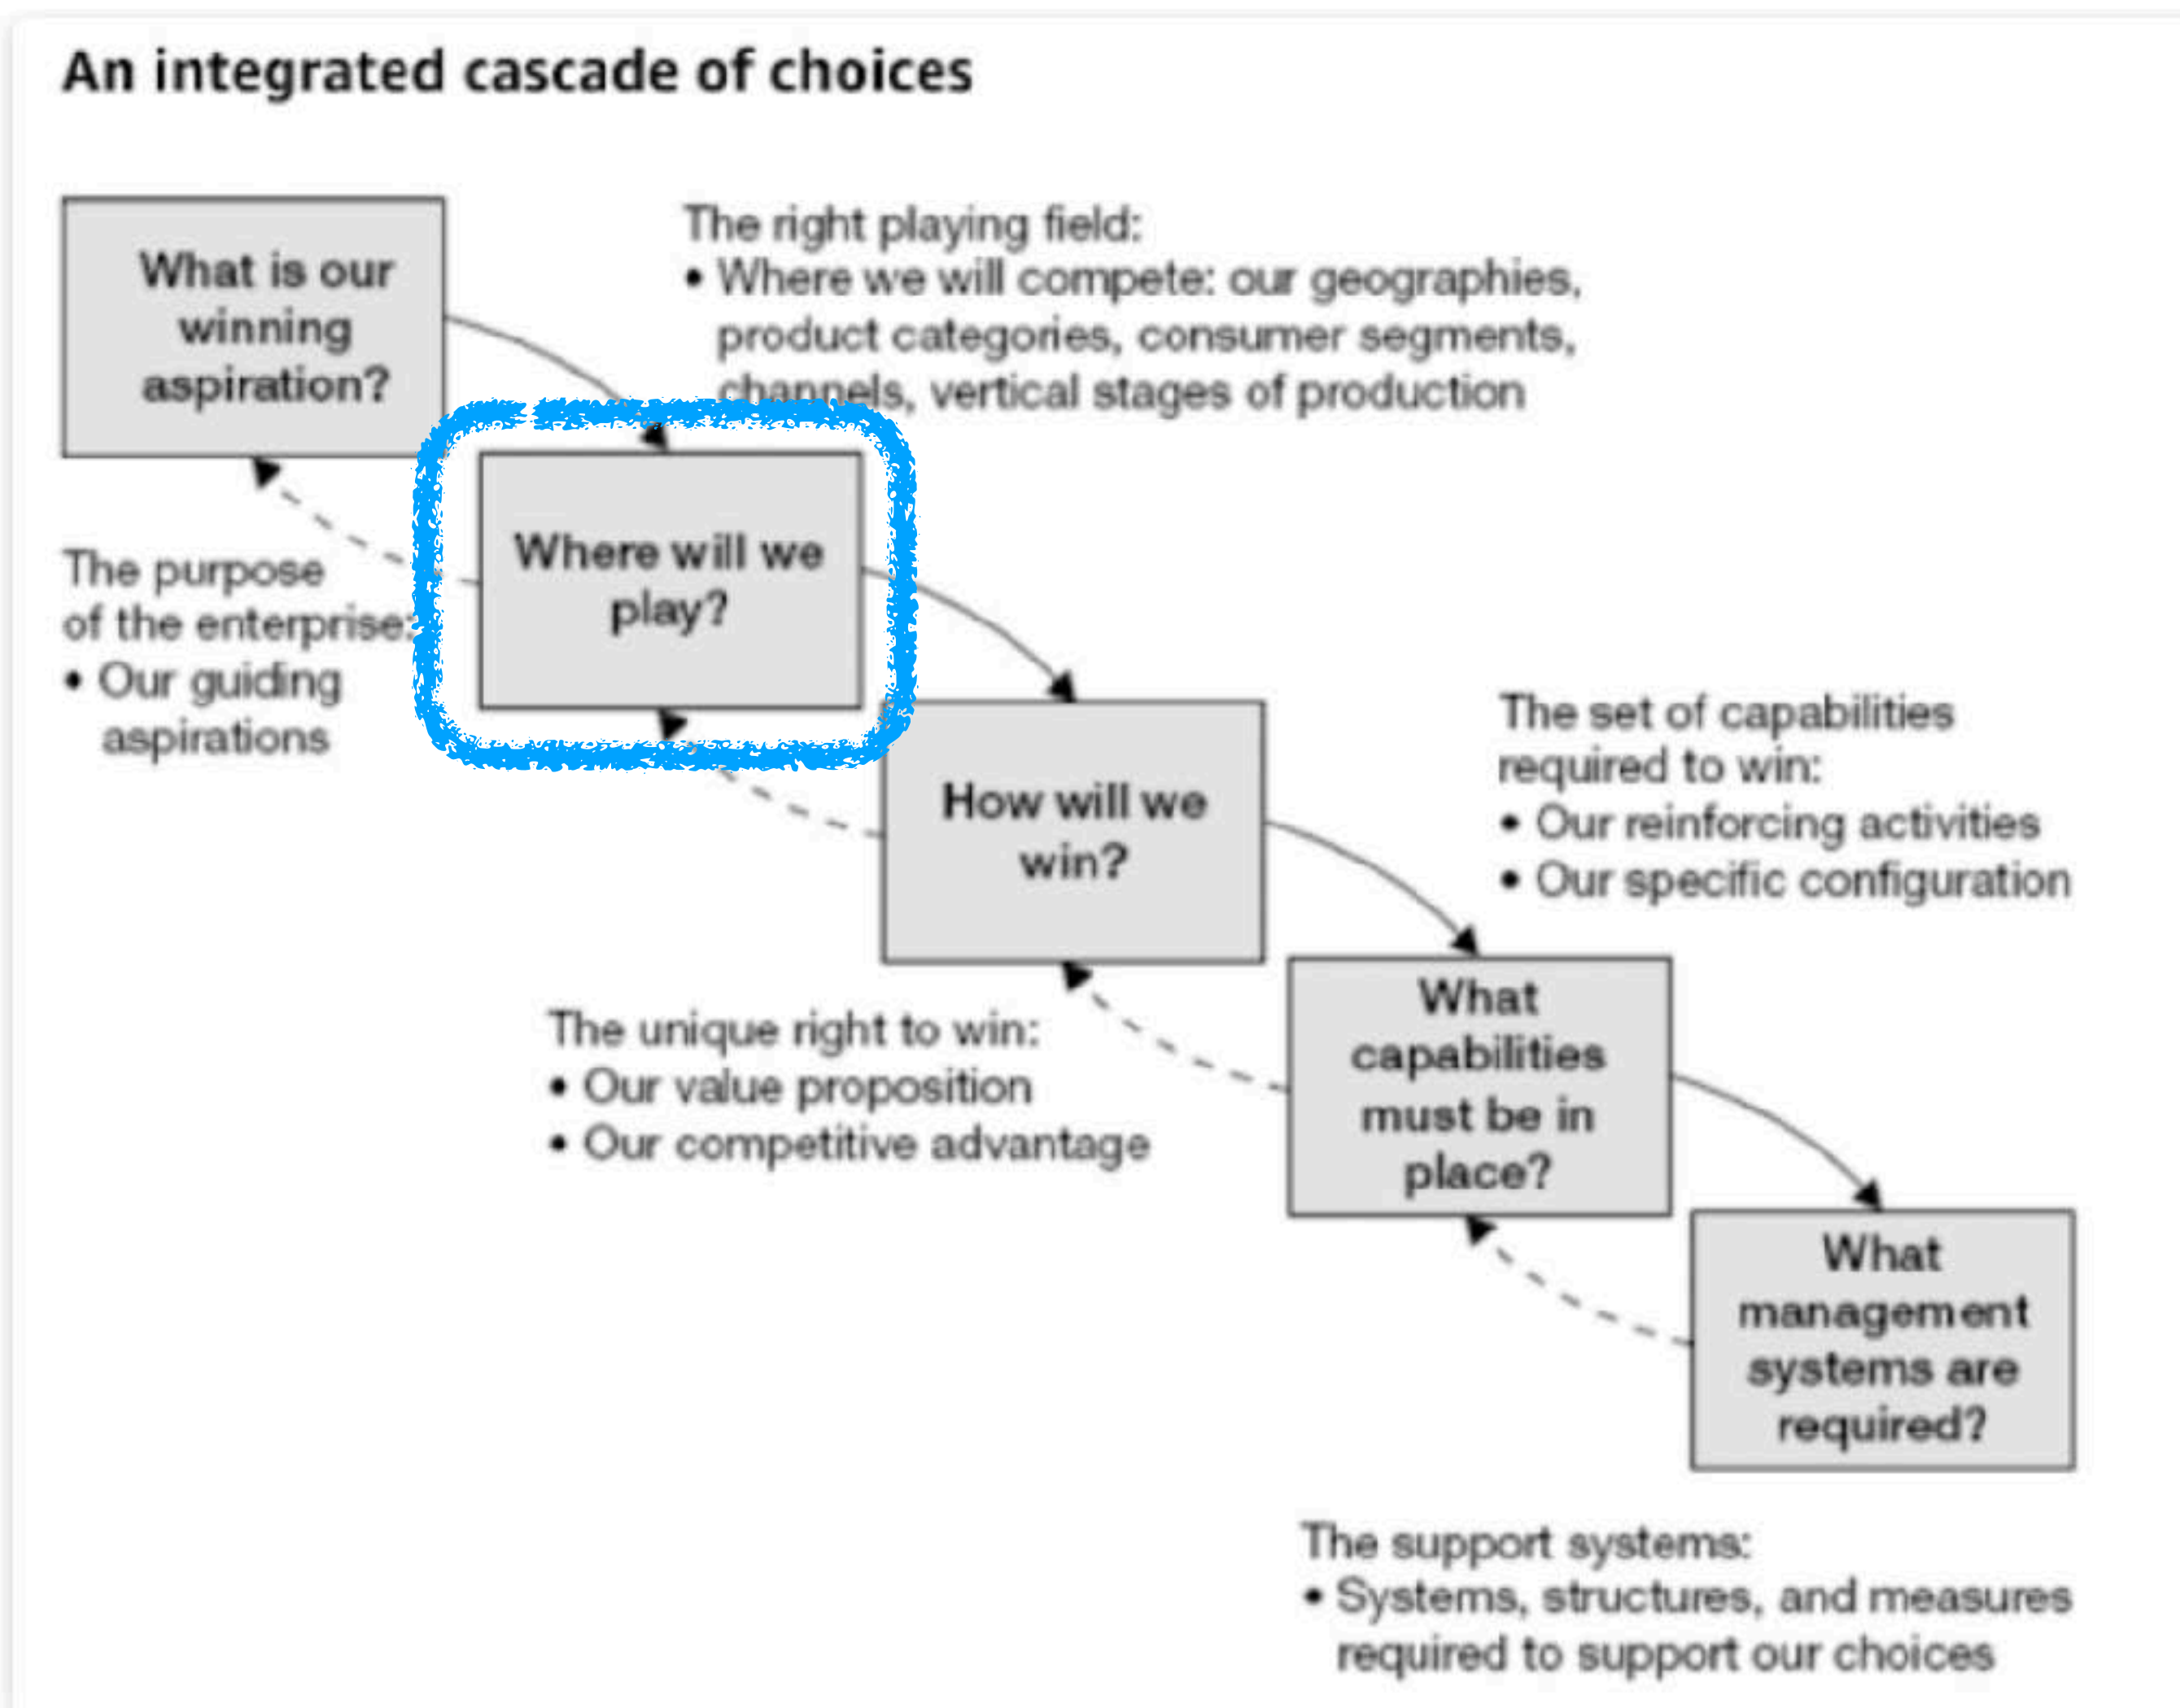 An integrated cascade of choices
What is our
winning
aspiration?
The right playing field:
• Where we will compete: our geographies,
product categories, consumer segments,
channels, vertical stages of production
The purpose
of the enterprise:
• Our guiding
aspirations
Where will we
play?
How will we
win?
The set of capabilities
required to win:
• Our reinforcing activities
• Our specific configuration
The unique right to win:
• Our value proposition
• Our competitive advantage
What
capabilities
must be in
place?
What
management
systems are
required?
The support systems:
• Systems, structures, and measures
required to support our choices